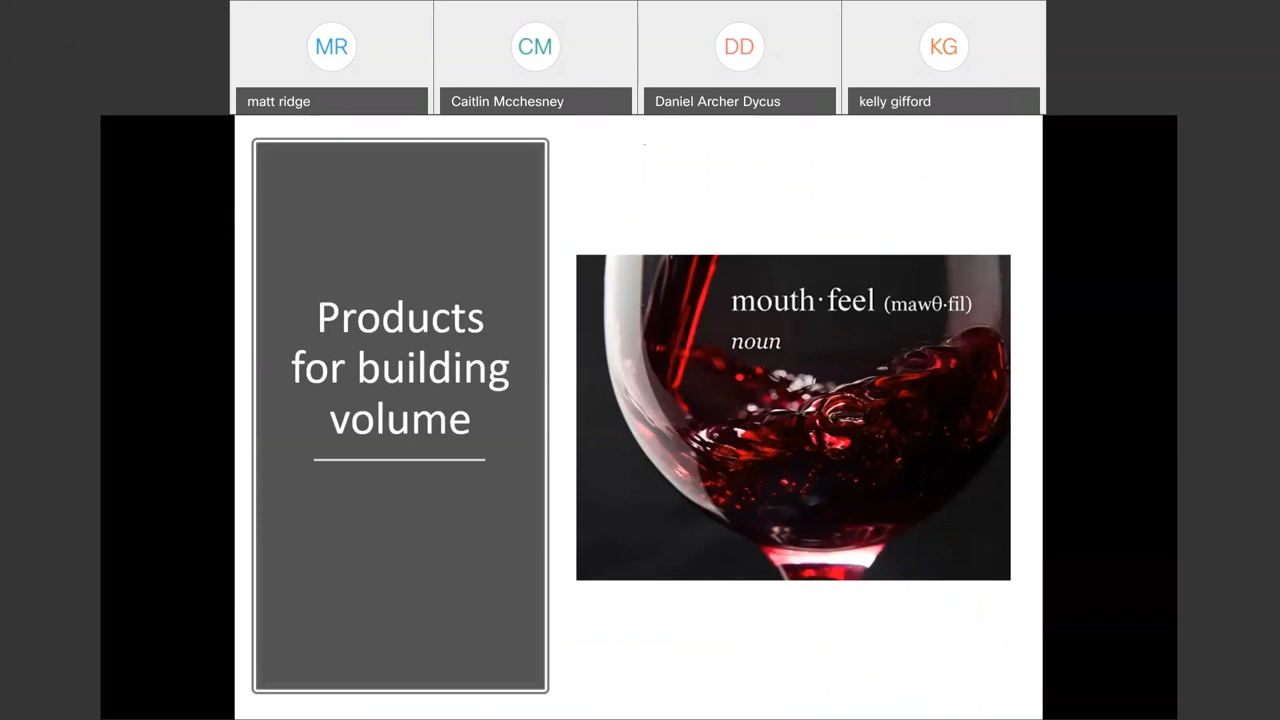 MR
CM
DD
KG
matt ridge
Caitlin Mcchesney
Daniel Archer Dycus
kelly gifford
Products
for building
volume
mouth·feel (mawθ·fil)
noun